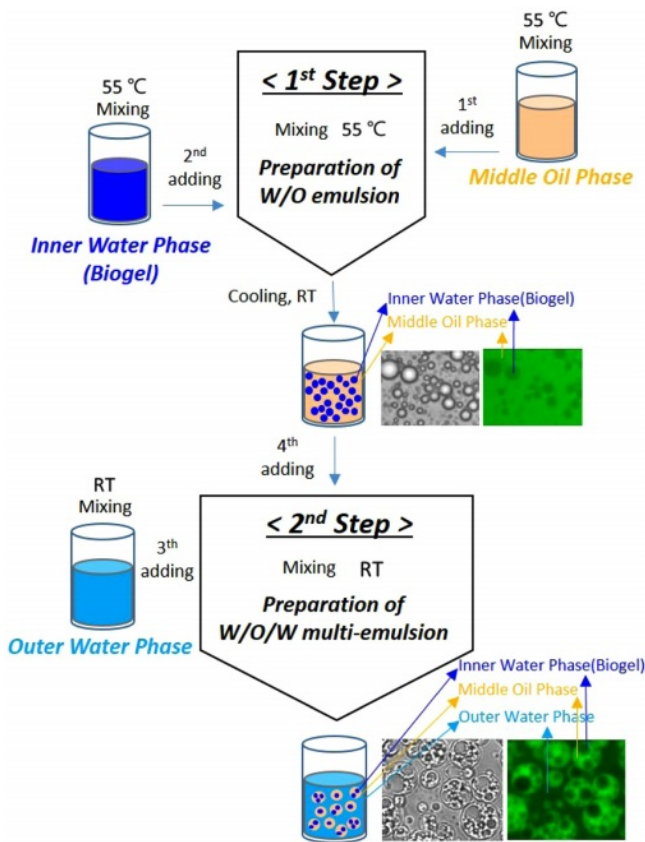 55 ℃
Mixing
55 ℃
Mixing
< 1st Step >
Mixing 55 ℃
Preparation of
W/O emulsion
2nd
adding
1st
adding
Inner Water Phase
(Biogel)
Middle Oil Phase
Cooling, RT
Inner Water Phase(Biogel)
Middle Oil Phase
4th
adding
RT
Mixing
3th
adding
< 2nd Step >
Mixing RT
Preparation of
W/O/W multi-emulsion
Outer Water Phase
Inner Water Phase(Biogel)
Middle Oil Phase
Outer Water Phase